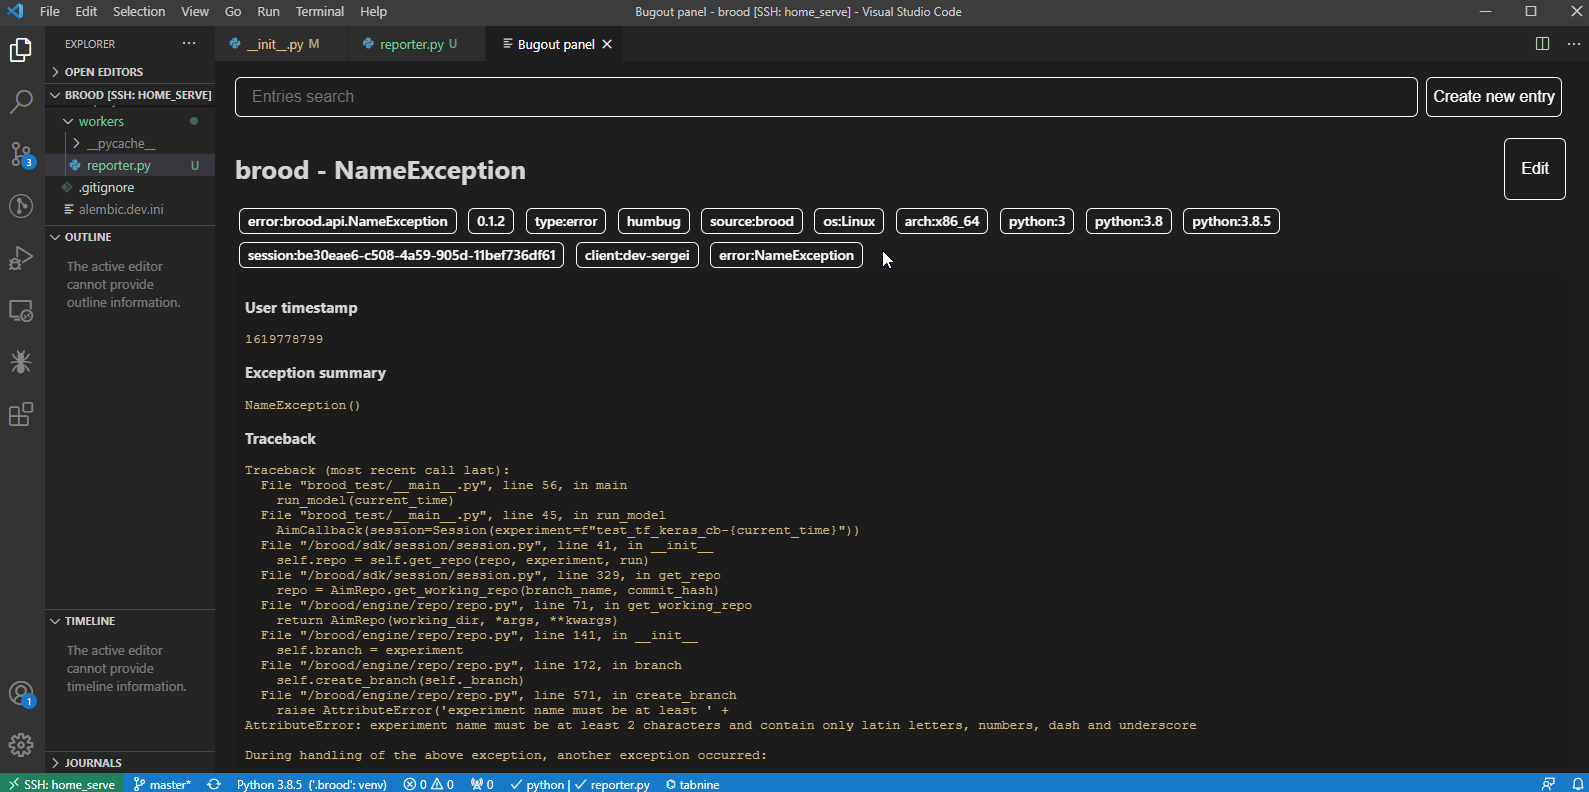 File Edit Selection View Go Run Terminal Help
Bugout panel - brood [SSH: home_serve] - Visual Studio Code
EXPLORER
__init__.py M
reporter.py U
Bugout panel
OPEN EDITORS
BROOD [SSH: HOME_SERVE]
workers
__pycache__
reporter.py U
.gitignore
alembic.dev.ini
OUTLINE
The active editor
cannot provide
outline information.
TIMELINE
The active editor
cannot provide
timeline information.
JOURNALS
3
1
Entries search
Create new entry
brood - NameException
Edit
error:brood.api.NameException 0.1.2 type:error humbug source:brood os:Linux arch:x86_64 python:3 python:3.8 python:3.8.5
session:be30eae6-c508-4a59-905d-11bef736df61 client:dev-sergei error:NameException
User timestamp
1619778799
Exception summary
NameException()
Traceback
Traceback (most recent call last):
  File "brood_test/__main__.py", line 56, in main
    run_model(current_time)
  File "brood_test/__main__.py", line 45, in run_model
    AimCallback(session=Session(experiment=f"test_tf_keras_cb-{current_time}"))
  File "/brood/sdk/session/session.py", line 41, in __init__
    self.repo = self.get_repo(repo, experiment, run)
  File "/brood/sdk/session/session.py", line 329, in get_repo
    repo = AimRepo.get_working_repo(branch_name, commit_hash)
  File "/brood/engine/repo/repo.py", line 71, in get_working_repo
    return AimRepo(working_dir, *args, **kwargs)
  File "/brood/engine/repo/repo.py", line 141, in __init__
    self.branch = experiment
  File "/brood/engine/repo/repo.py", line 172, in branch
    self.create_branch(self._branch)
  File "/brood/engine/repo/repo.py", line 571, in create_branch
    raise AttributeError('experiment name must be at least ' +
AttributeError: experiment name must be at least 2 characters and contain only latin letters, numbers, dash and underscore
During handling of the above exception, another exception occurred:
SSH: home_serve master* Python 3.8.5 ('.brood': venv) 0 0 0 python | reporter.py tabnine